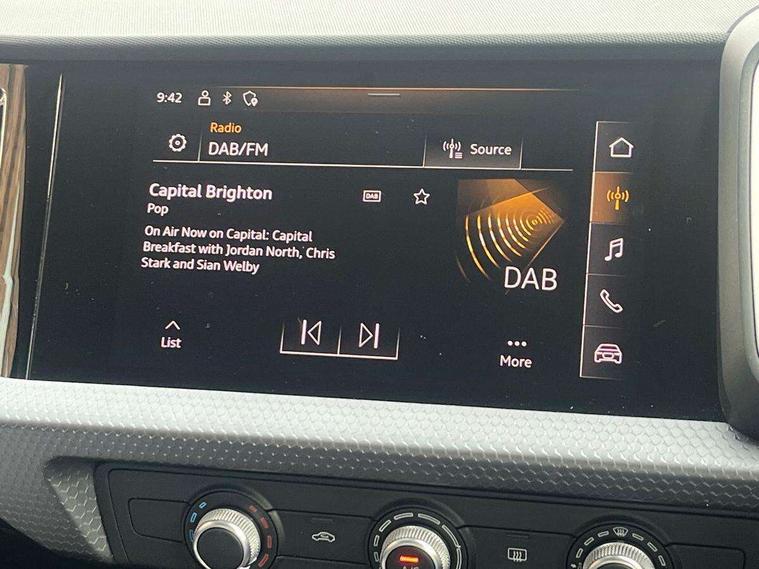 9:42
Radio
DAB/FM
Source
Capital Brighton
DAB
Pop
On Air Now on Capital: Capital
Breakfast with Jordan North, Chris
Stark and Sian Welby
DAB
List
More